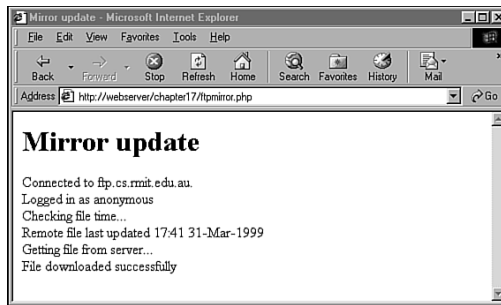 Mirror update - Microsoft Internet Explorer
File Edit View Favorites Tools Help
Back Forward Stop Refresh Home Search Favorites History Mail
Address http://webserver/chapter17/ftpmirror.php Go
Mirror update
Connected to ftp.cs.rmit.edu.au.
Logged in as anonymous
Checking file time...
Remote file last updated 17:41 31-Mar-1999
Getting file from server...
File downloaded successfully